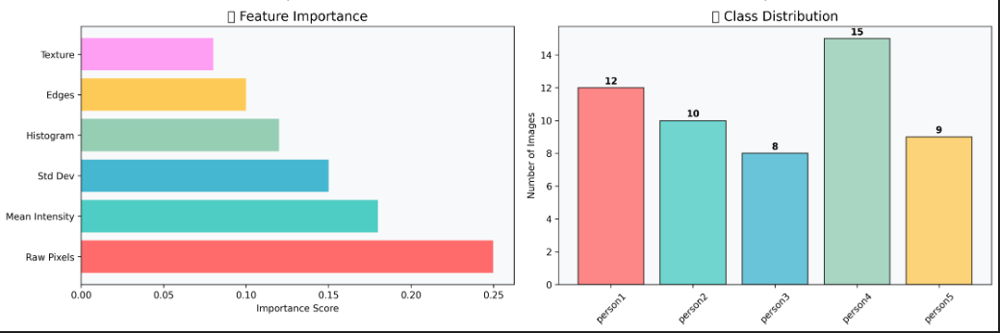 Feature Importance
Texture
Edges
Histogram
Std Dev
Mean Intensity
Raw Pixels
0.00 0.05 0.10 0.15 0.20 0.25
Importance Score
Class Distribution
Number of Images
14
12
10
8
6
4
2
0
12
10
8
15
9
person1 person2 person3 person4 person5